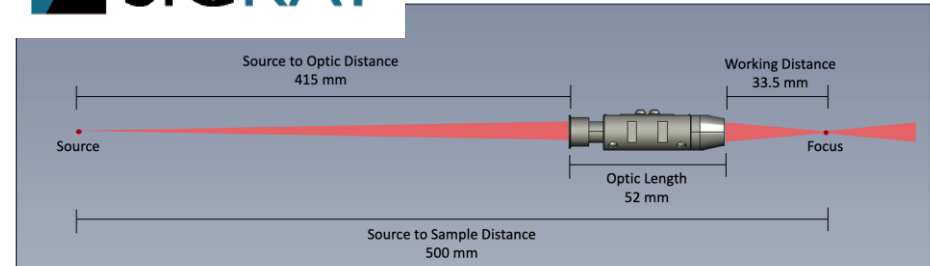 Source to Optic Distance
415 mm
Working Distance
33.5 mm
Source
Focus
Optic Length
52 mm
Source to Sample Distance
500 mm